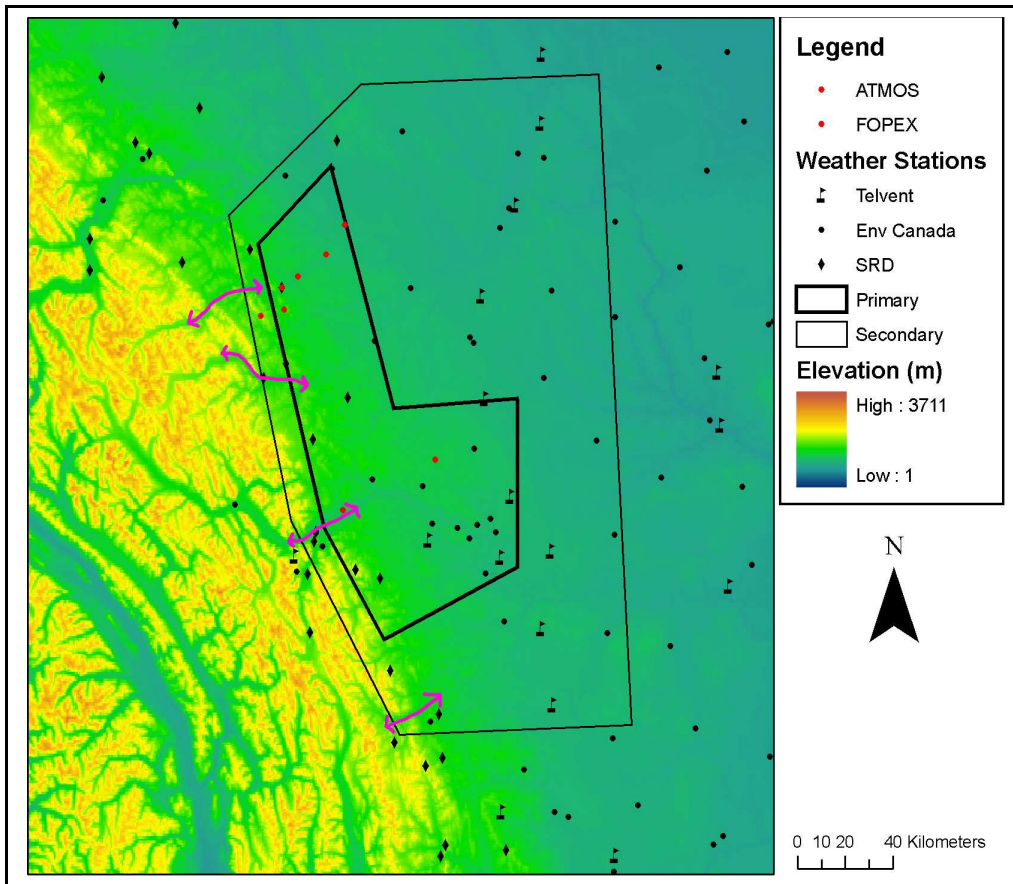 Legend
ATMOS
FOPEX
Weather Stations
Telvent
Env Canada
SRD
Primary
Secondary
Elevation (m)
High : 3711
Low : 1
N
0 10 20 40 Kilometers